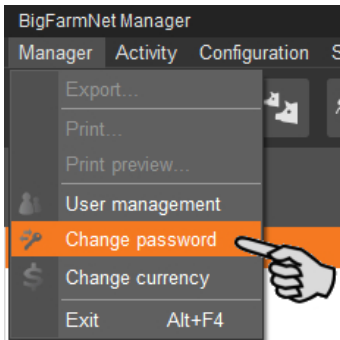 BigFarmNet Manager
Manager Activity Configuration S
Export...
Print...
Print preview...
User management
Change password
Change currency
Exit Alt+F4